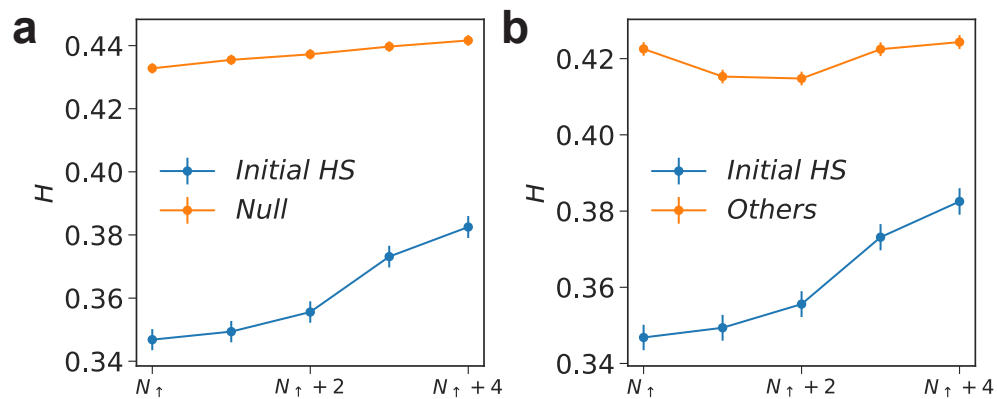 a
0.44
0.42
0.40
0.38
0.36
0.34
H
Initial HS
Null
N↑
N↑ + 2
N↑ + 4
b
0.42
0.40
0.38
0.36
0.34
H
Initial HS
Others
N↑
N↑ + 2
N↑ + 4